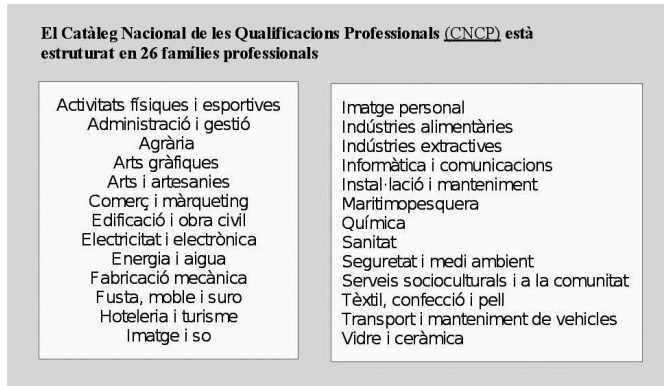 El Catàleg Nacional de les Qualificacions Professionals (CNCP) està
estruturat en 26 famílies professionals
Activitats físiques i esportives
Administració i gestió
Agrària
Arts gràfiques
Arts i artesanies
Comerç i màrqueting
Edificació i obra civil
Electricitat i electrònica
Energia i aigua
Fabricació mecànica
Fusta, moble i suro
Hoteleria i turisme
Imatge i so
Imatge personal
Indústries alimentàries
Indústries extractives
Informàtica i comunicacions
Instal·lació i manteniment
Maritimopesquera
Química
Sanitat
Seguretat i medi ambient
Serveis socioculturals i a la comunitat
Tèxtil, confecció i pell
Transport i manteniment de vehicles
Vidre i ceràmica